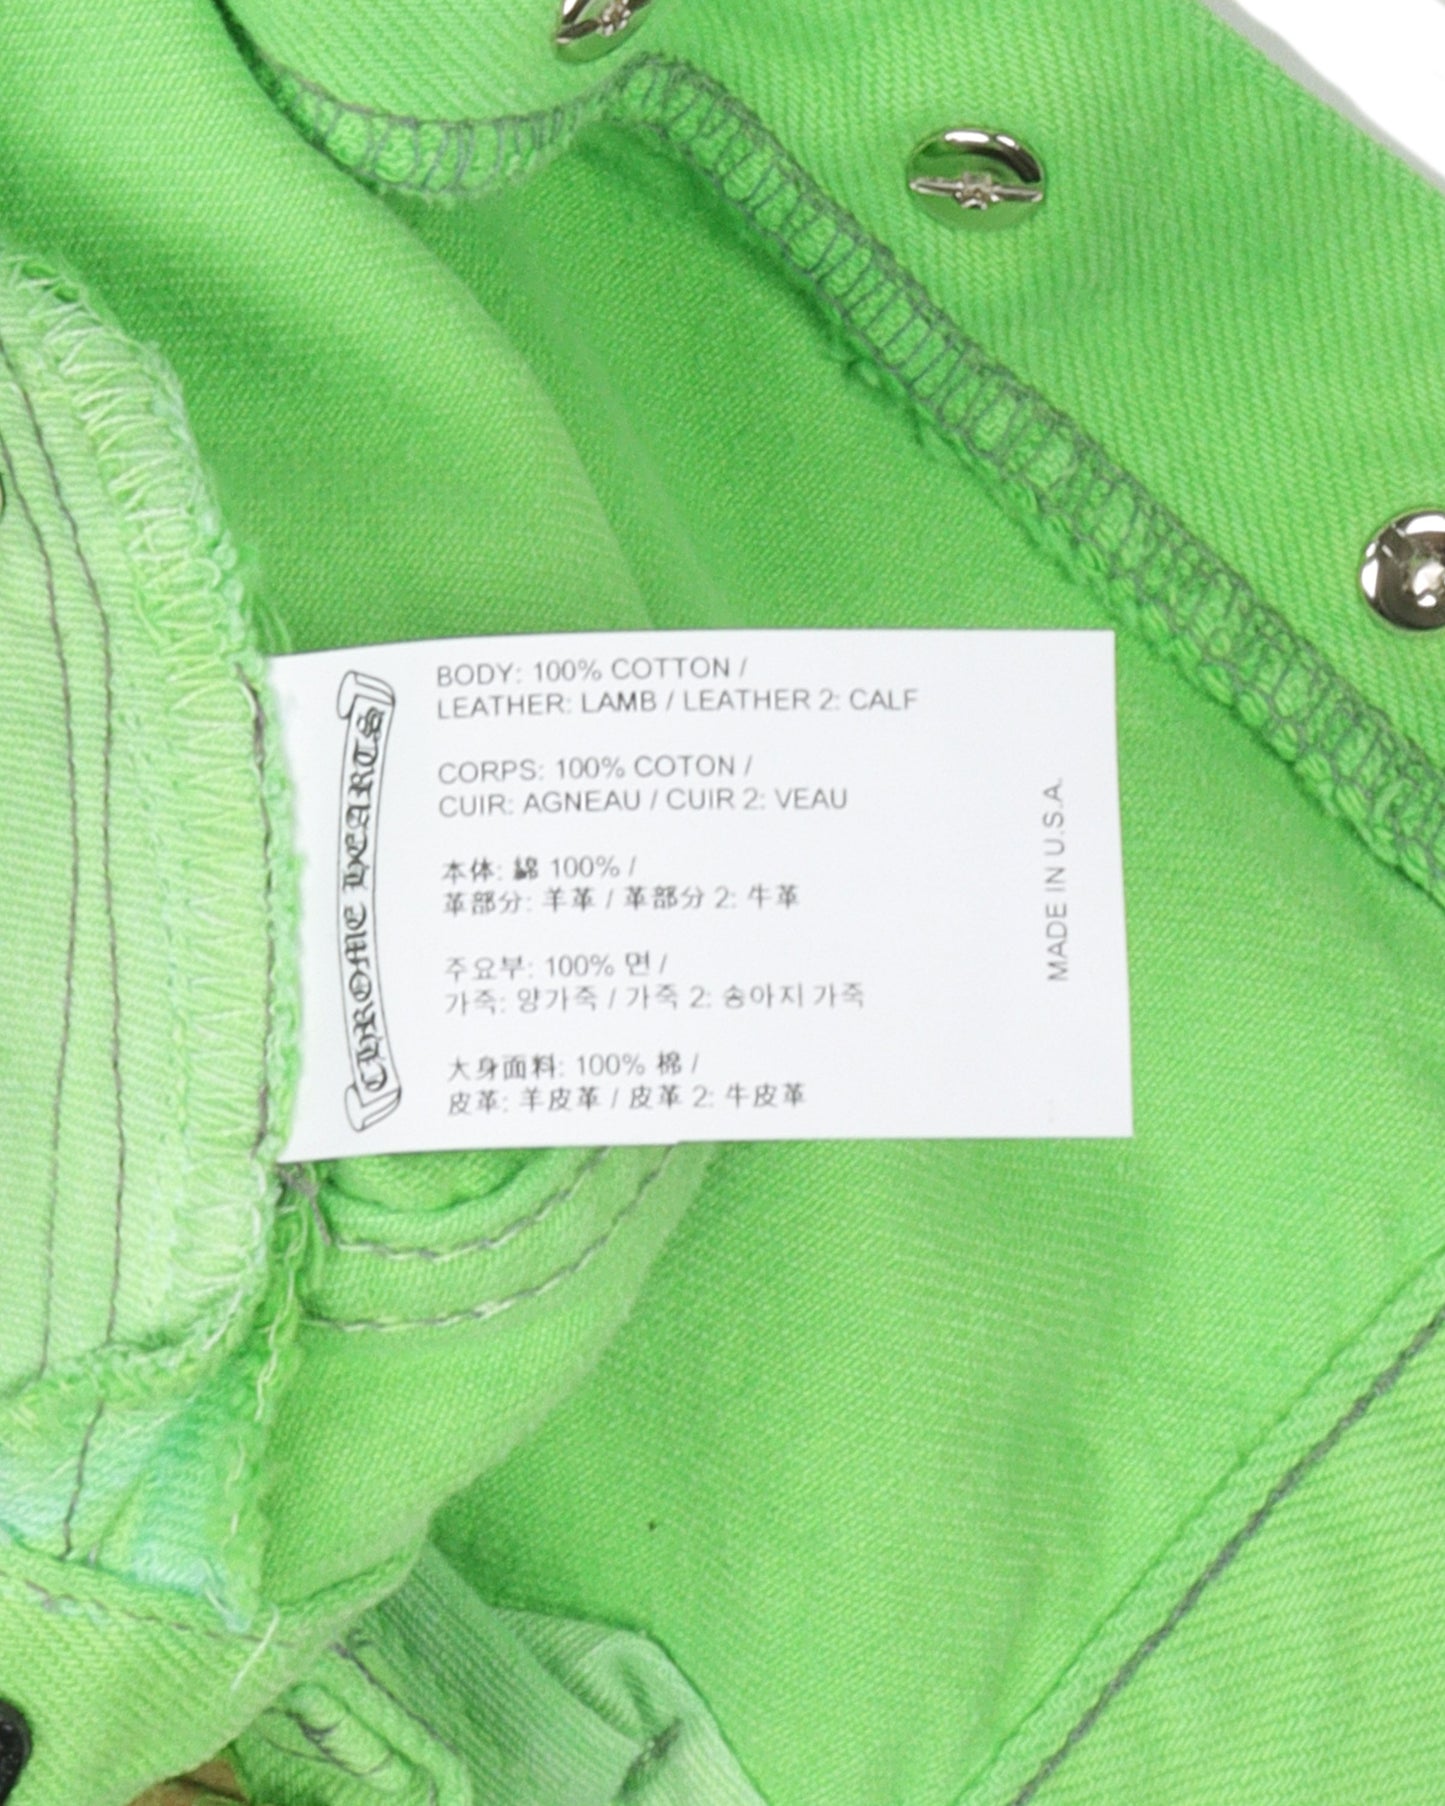 CHROME HEARTS
BODY: 100% COTTON /
LEATHER: LAMB / LEATHER 2: CALF
CORPS: 100% COTON /
CUIR: AGNEAU / CUIR 2: VEAU
本体: 綿 100% /
革部分: 羊革 / 革部分 2: 牛革
주요부: 100% 면 /
가죽: 양가죽 / 가죽 2: 송아지 가죽
大身面料: 100% 棉 /
皮革: 羊皮革 / 皮革 2: 牛皮革
MADE IN U.S.A.